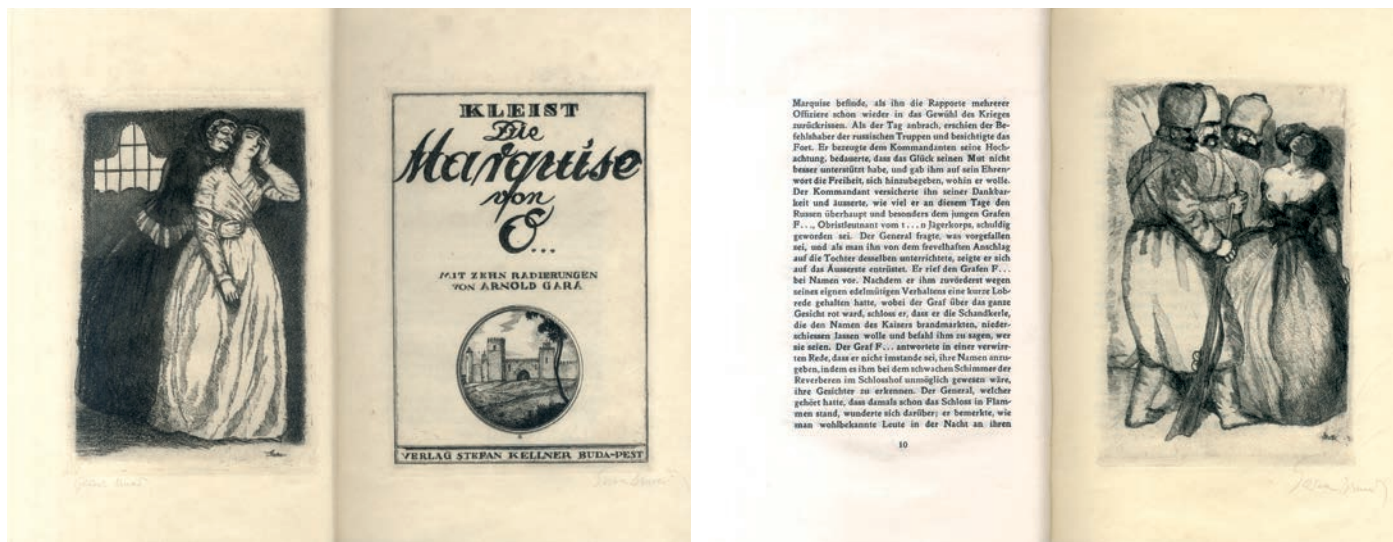 KLEIST
Die
Marquise
von
O...
MIT ZEHN RADIERUNGEN
VON ARNOLD GARA
VERLAG STEFAN KELLNER BUDA-PEST
Marquise befinde, als ihn die Rapporte mehrerer
Offiziere schon wieder in das Gewühl des Krieges
zurückrissen. Als der Tag anbrach, erschien der Be-
fehlshaber der russischen Truppen und besichtigte das
Fort. Er bezeugte dem Kommandanten seine Hoch-
achtung, bedauerte, dass das Glück seinen Mut nicht
besser unterstützt habe, und gab ihm auf sein Ehren-
wort die Freiheit, sich hinzubegeben, wohin er wolle.
Der Kommandant versicherte ihn seiner Dankbar-
keit und äusserte, wie viel er an diesem Tage den
Russen überhaupt und besonders dem jungen Grafen
F..., Obristleutnant vom t...n Jägerkorps, schuldig
geworden sei. Der General fragte, was vorgefallen
sei, und als man ihn von dem frevelhaften Anschlag
auf die Tochter desselben unterrichtete, zeigte er sich
auf das Äusserste entrüstet. Er rief den Grafen F...
bei Namen vor. Nachdem er ihm zuvörderst wegen
seines eignen edelmütigen Verhaltens eine kurze Lob-
rede gehalten hatte, wobei der Graf über das ganze
Gesicht rot ward, schloss er, dass er die Schandkerle,
die den Namen des Kaisers brandmarkten, nieder-
schiessen lassen wolle und befahl ihm zu sagen, wer
sie seien. Der Graf F... antwortete in einer verwirr-
ten Rede, dass er nicht imstande sei, ihre Namen anzu-
geben, indem es ihm bei dem schwachen Schimmer der
Reverberen im Schlosshof unmöglich gewesen wäre,
ihre Gesichter zu erkennen. Der General, welcher
gehört hatte, dass damals schon das Schloss in Flam-
men stand, wunderte sich darüber; er bemerkte, wie
man wohlbekannte Leute in der Nacht an ihren
10